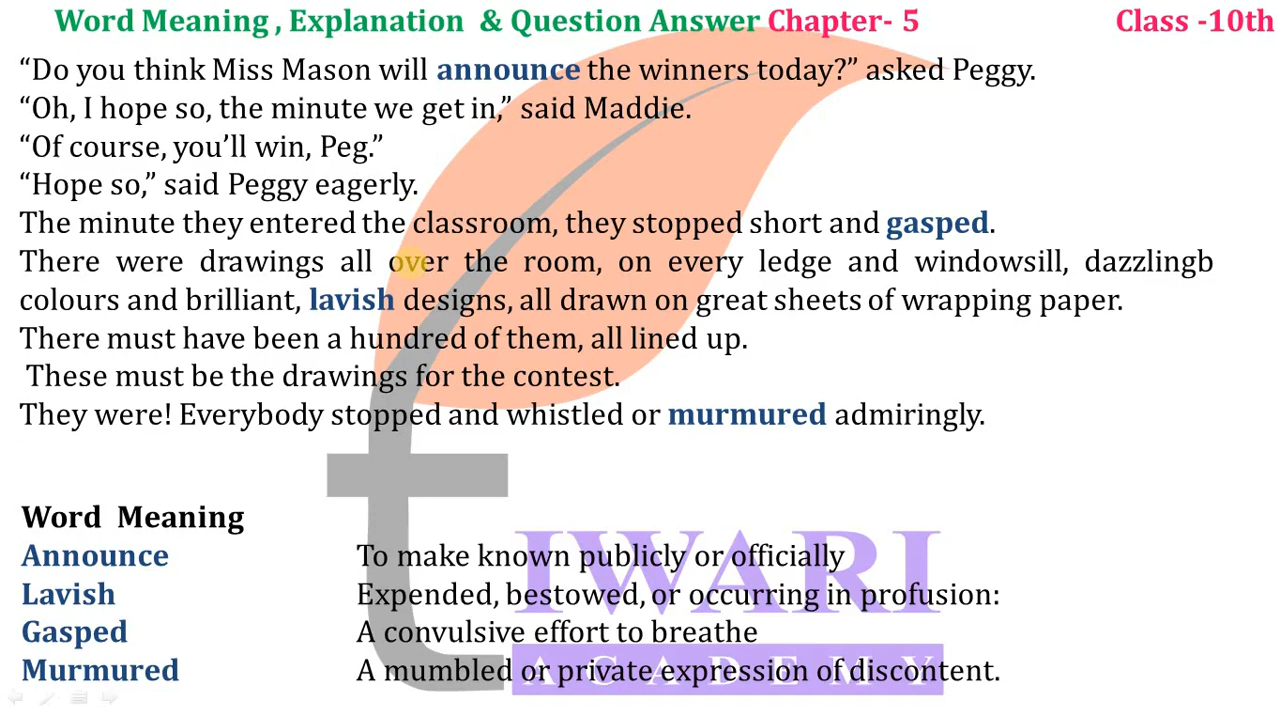 Word Meaning , Explanation & Question Answer Chapter- 5 Class -10th
“Do you think Miss Mason will announce the winners today?” asked Peggy.
“Oh, I hope so, the minute we get in,” said Maddie.
“Of course, you’ll win, Peg.”
“Hope so,” said Peggy eagerly.
The minute they entered the classroom, they stopped short and gasped.
There were drawings all over the room, on every ledge and windowsill, dazzlingb
colours and brilliant, lavish designs, all drawn on great sheets of wrapping paper.
There must have been a hundred of them, all lined up.
These must be the drawings for the contest.
They were! Everybody stopped and whistled or murmured admiringly.
Word Meaning
Announce To make known publicly or officially
Lavish Expended, bestowed, or occurring in profusion:
Gasped A convulsive effort to breathe
Murmured A mumbled or private expression of discontent.
tIWARI
ACADEMY